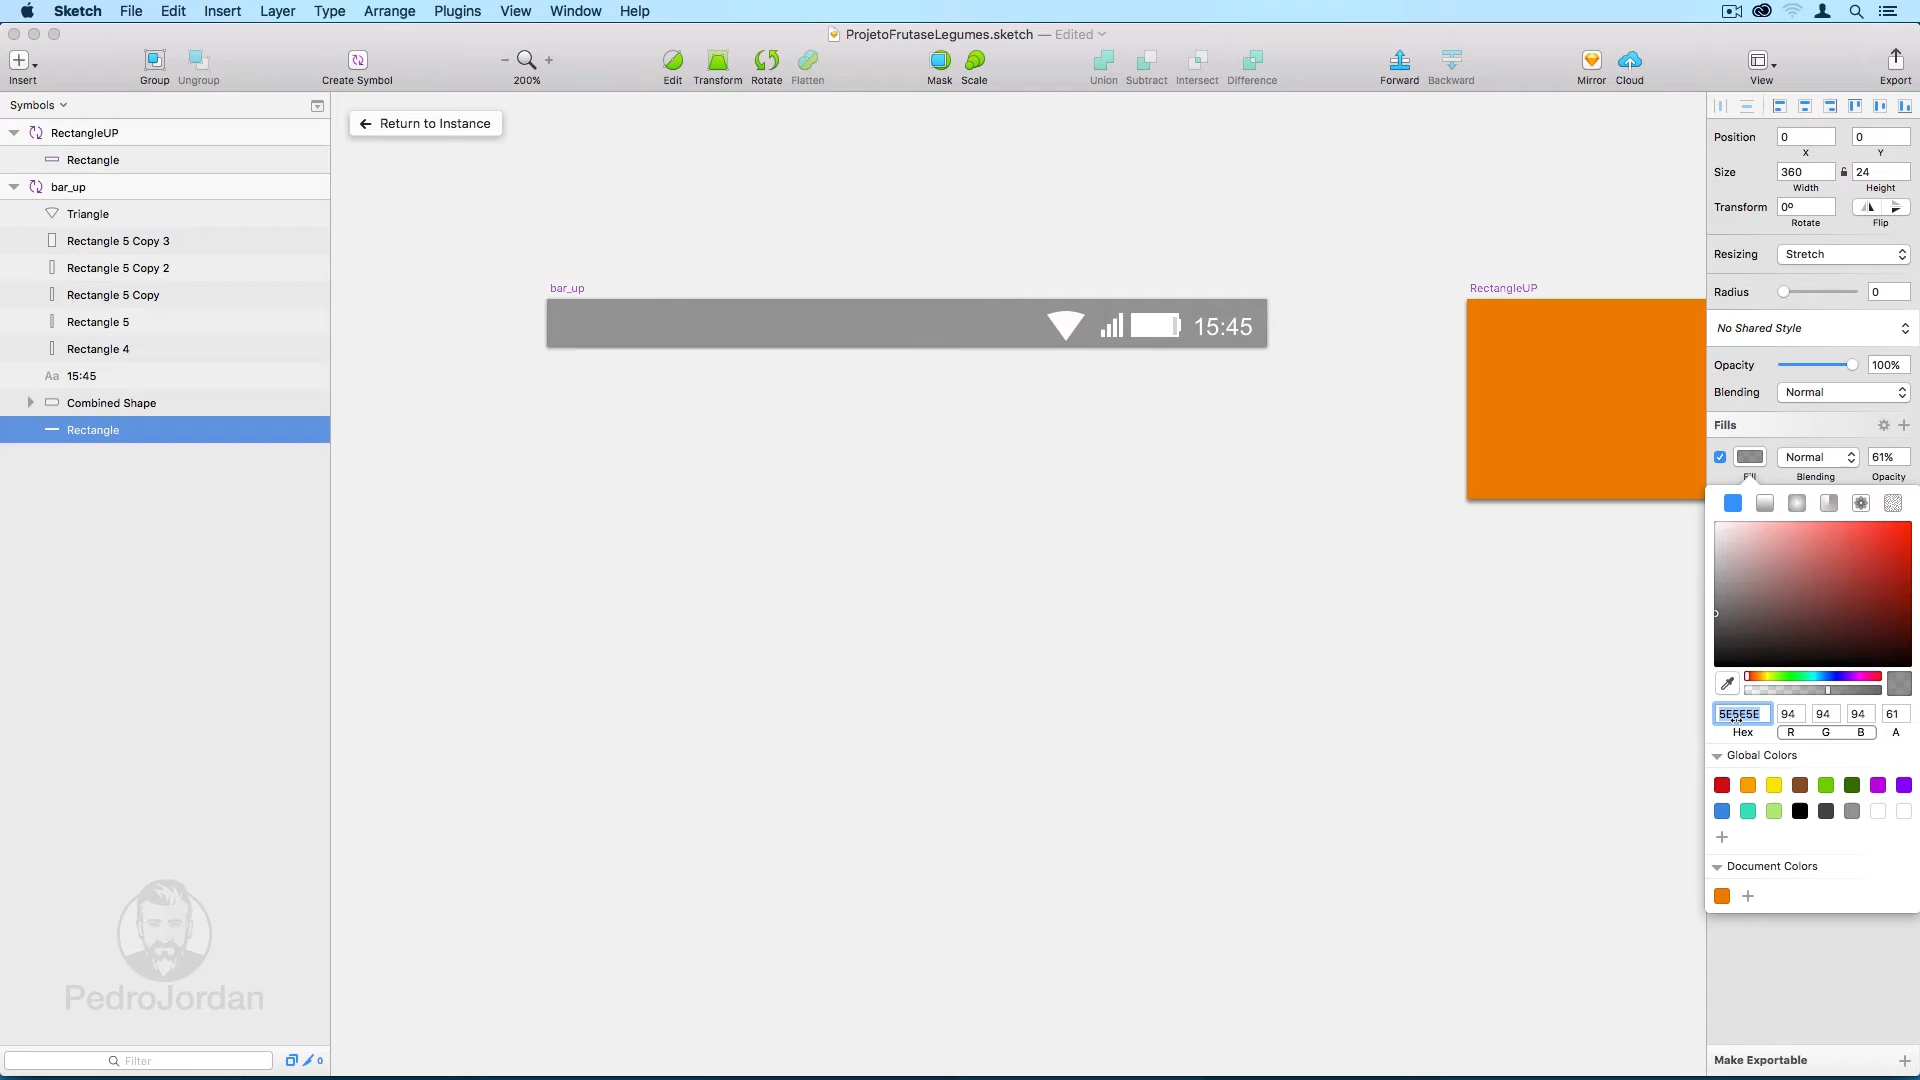 Sketch File Edit Insert Layer Type Arrange Plugins View Window Help
ProjetoFrutaseLegumes.sketch — Edited
Insert Group Ungroup Create Symbol 200% Edit Transform Rotate Flatten Mask Scale Union Subtract Intersect Difference Forward Backward Mirror Cloud View Export
Symbols
RectangleUP
Rectangle
bar_up
Triangle
Rectangle 5 Copy 3
Rectangle 5 Copy 2
Rectangle 5 Copy
Rectangle 5
Rectangle 4
Aa 15:45
Combined Shape
Rectangle
PedroJordan
Filter
0
Return to Instance
bar_up
15:45
RectangleUP
Position 0 0
X Y
Size 360 24
Width Height
Transform 0º
Rotate Flip
Resizing Stretch
Radius 0
No Shared Style
Opacity 100%
Blending Normal
Fills
Normal 61%
Fill Blending Opacity
5E5E5E 94 94 94 61
Hex R G B A
Global Colors
Document Colors
Make Exportable